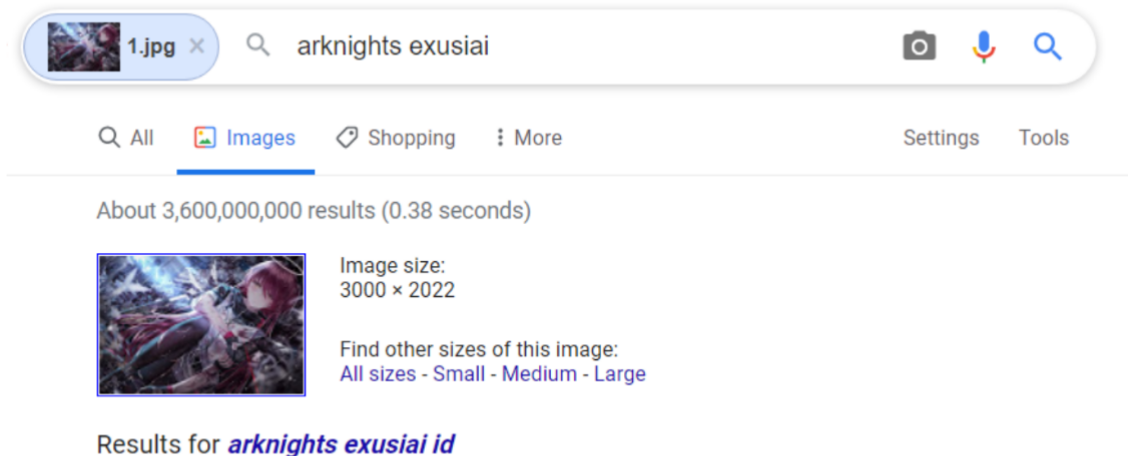 1.jpg × arknights exusiai
All Images Shopping More Settings Tools
About 3,600,000,000 results (0.38 seconds)
Image size:
3000 × 2022
Find other sizes of this image:
All sizes - Small - Medium - Large
Results for arknights exusiai id